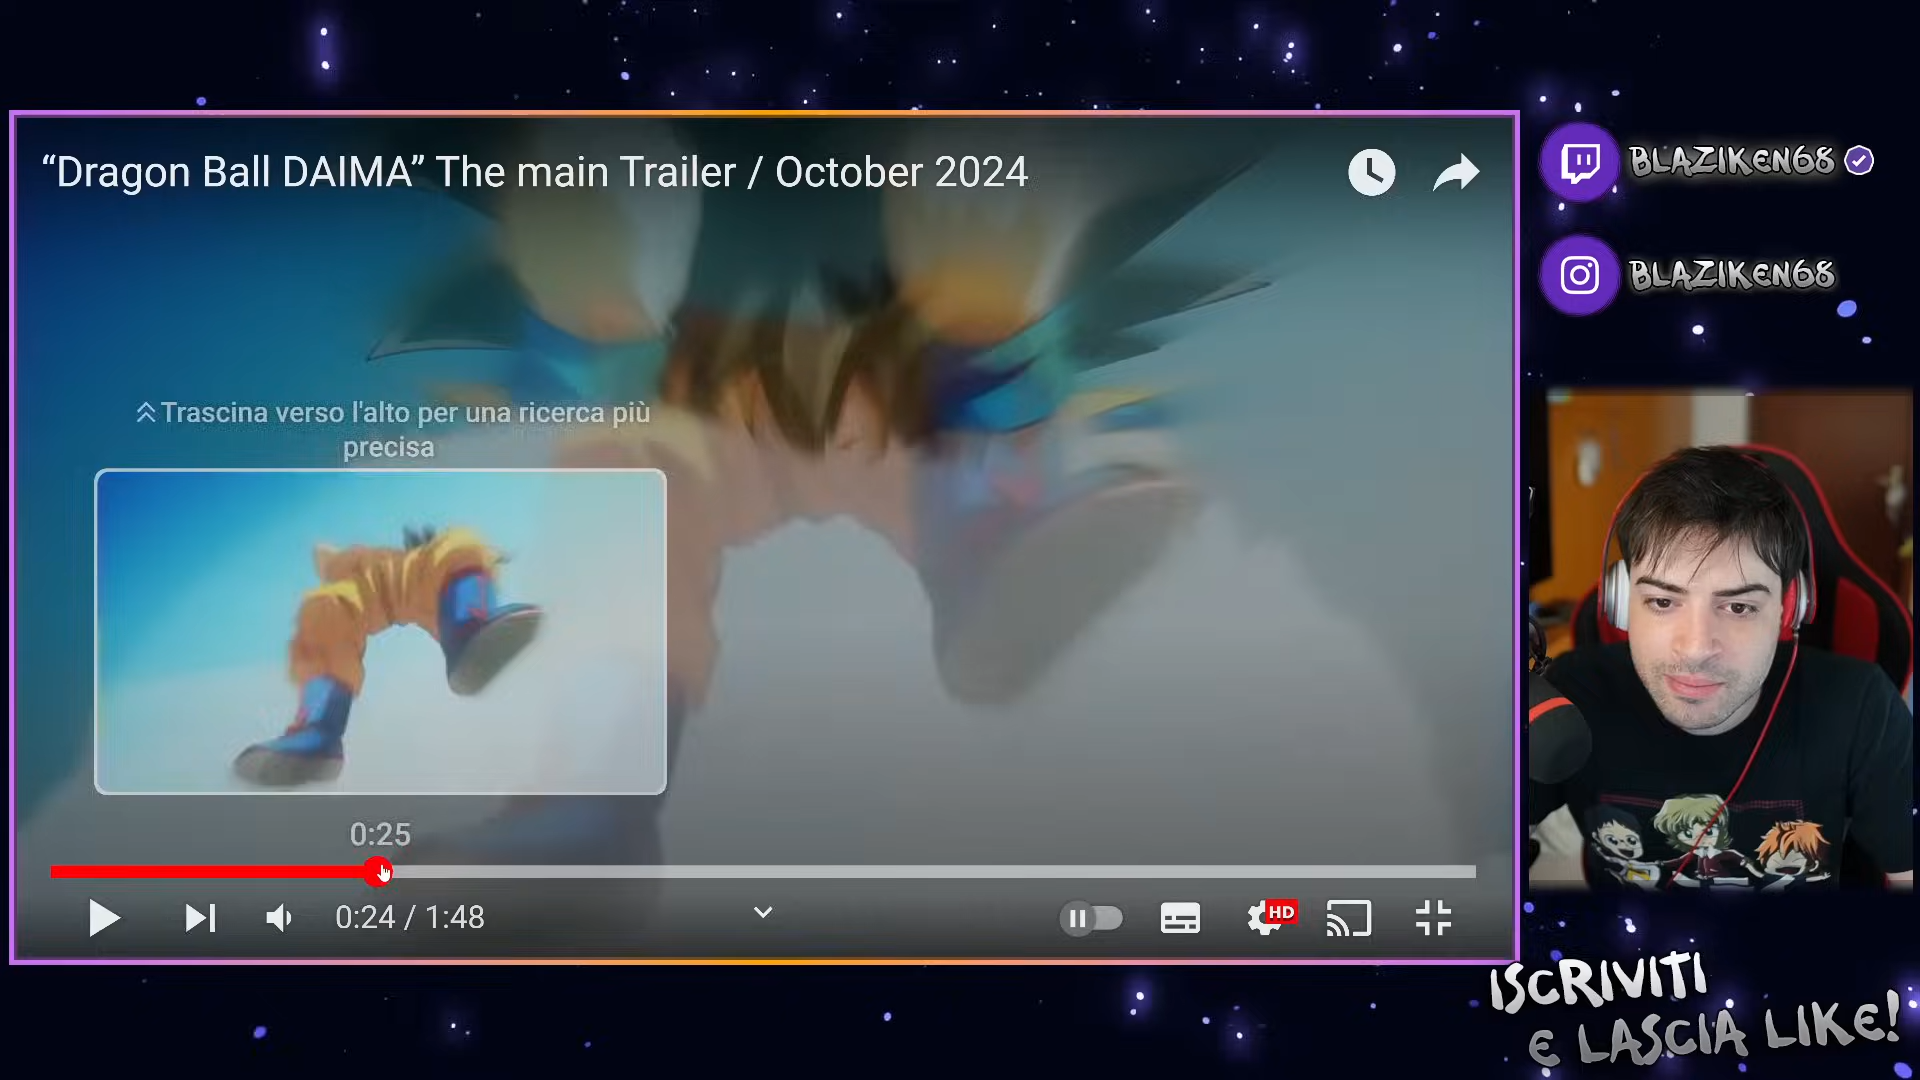 “Dragon Ball DAIMA” The main Trailer / October 2024
BLAZIKEN68
BLAZIKEN68
Trascina verso l'alto per una ricerca più
precisa
0:25
0:24 / 1:48
HD
ISCRIVITI
E LASCIA LIKE!